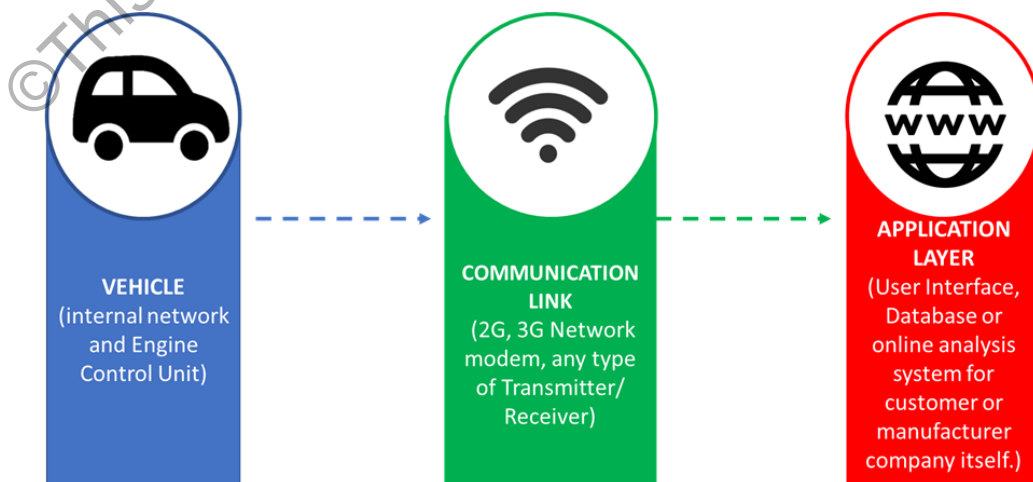 ©This
WWW
VEHICLE
(internal network
and Engine
Control Unit)
COMMUNICATION
LINK
(2G, 3G Network
modem, any type
of Transmitter/
Receiver)
APPLICATION
LAYER
(User Interface,
Database or
online analysis
system for
customer or
manufacturer
company itself.)